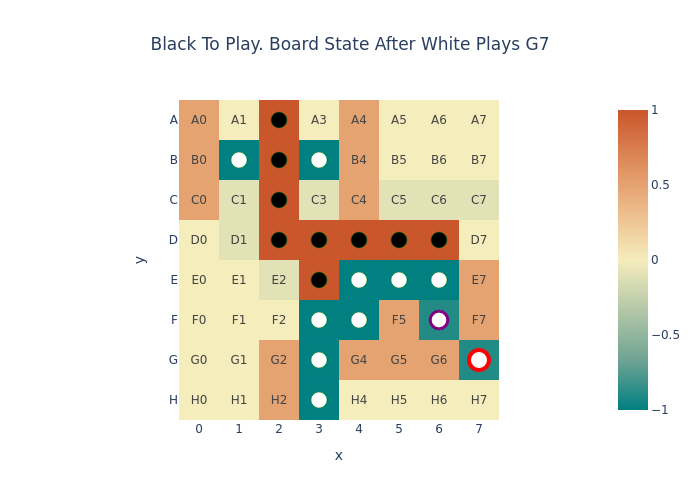 Black To Play. Board State After White Plays G7
A A0 A1 A3 A4 A5 A6 A7
B B0 B4 B5 B6 B7
C C0 C1 C3 C4 C5 C6 C7
D D0 D1 D7
E E0 E1 E2 E7
F F0 F1 F2 F5 F7
G G0 G1 G2 G4 G5 G6
H H0 H1 H2 H4 H5 H6 H7
0 1 2 3 4 5 6 7
x
y
1
0.5
0
−0.5
−1